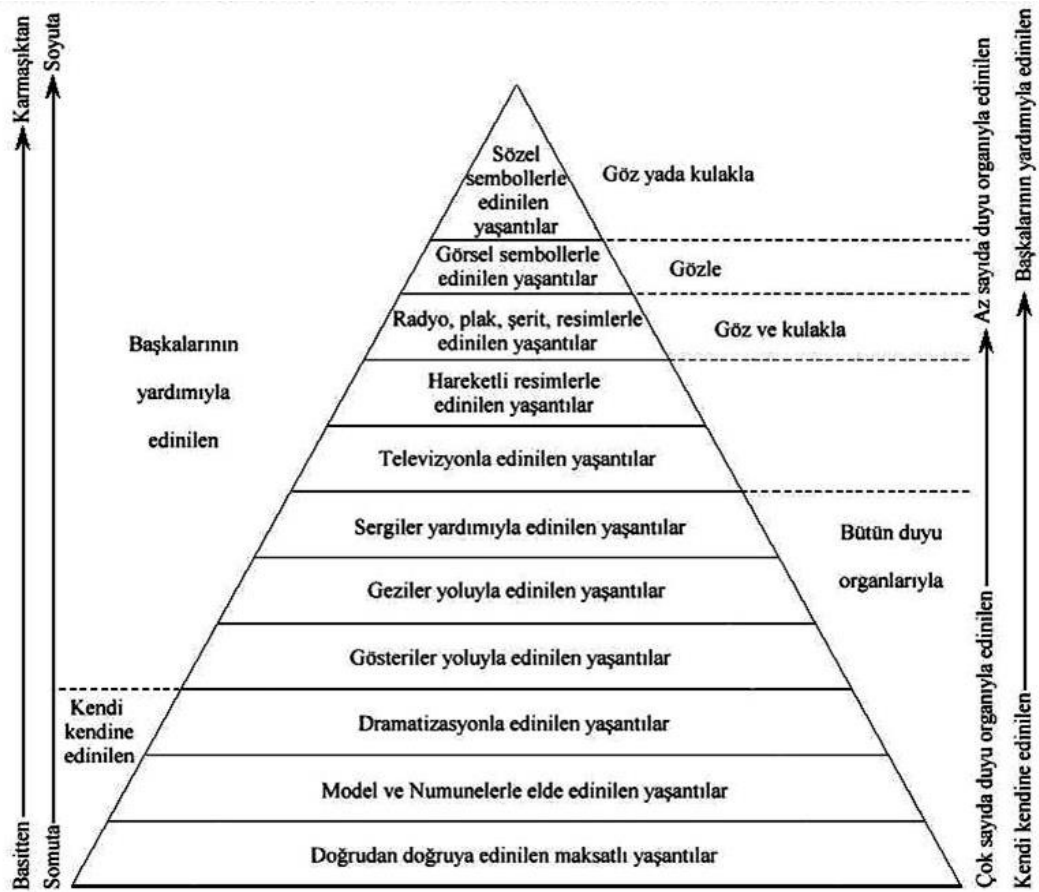 Karmaşıktan
Soyuta
Sözel
sembollerle
edinilen
yaşantılar
Göz yada kulakla
Görsel sembollerle
edinilen yaşantılar
Gözle
Radyo, plak, şerit, resimlerle
edinilen yaşantılar
Göz ve kulakla
Başkalarının
yardımıyla
edinilen
Hareketli resimlerle
edinilen yaşantılar
Televizyonla edinilen yaşantılar
Sergiler yardımıyla edinilen yaşantılar
Bütün duyu
organlarıyla
Geziler yoluyla edinilen yaşantılar
Gösteriler yoluyla edinilen yaşantılar
Kendi
kendine
edinilen
Dramatizasyonla edinilen yaşantılar
Model ve Numunelerle elde edinilen yaşantılar
Doğrudan doğruya edinilen maksatlı yaşantılar
Basitten
Somuta
Az sayıda duyu organıyla edinilen
Başkalarının yardımıyla edinilen
Çok sayıda duyu organıyla edinilen
Kendi kendine edinilen